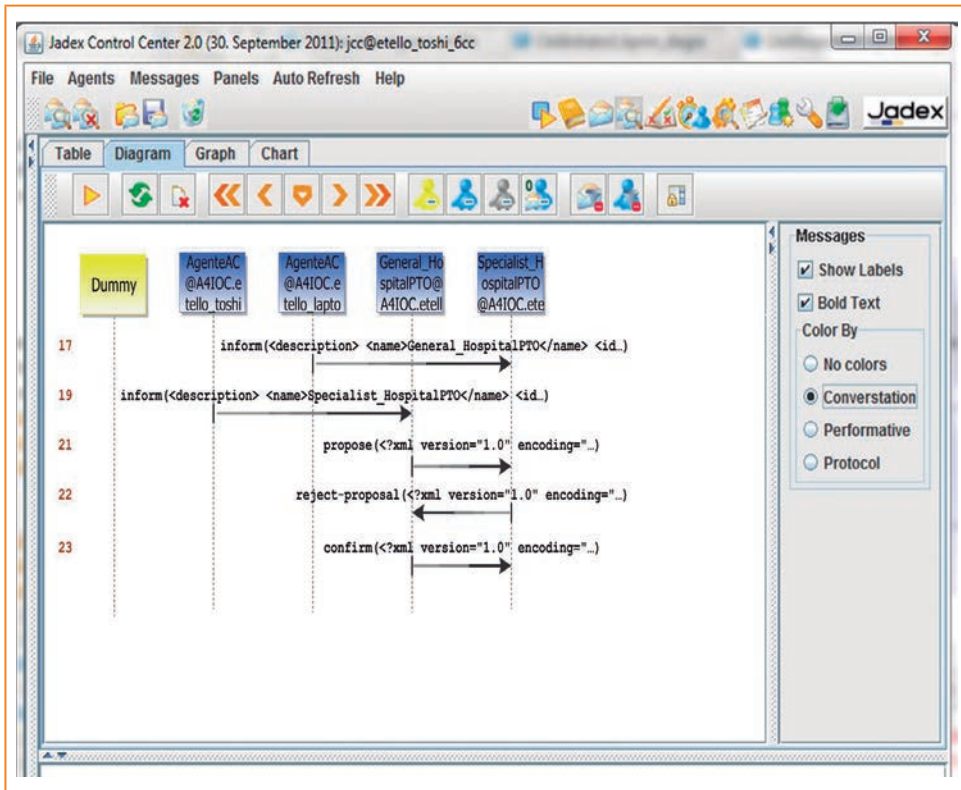 Jadex Control Center 2.0 (30. September 2011): jcc@etello_toshi_6cc
File Agents Messages Panels Auto Refresh Help
Jadex
Table Diagram Graph Chart
Messages
Show Labels
Bold Text
Color By
No colors
Converstation
Performative
Protocol
Dummy
AgenteAC
@A4IOC.e
tello_toshi
AgenteAC
@A4IOC.e
tello_lapto
General_Ho
spitalPTO@
A4IOC.etell
Specialist_H
ospitalPTO
@A4IOC.ete
17 inform(<description> <name>General_HospitalPTO</name> <id…)
19 inform(<description> <name>Specialist_HospitalPTO</name> <id…)
21 propose(<?xml version="1.0" encoding="…)
22 reject-proposal(<?xml version="1.0" encoding="…)
23 confirm(<?xml version="1.0" encoding="…)